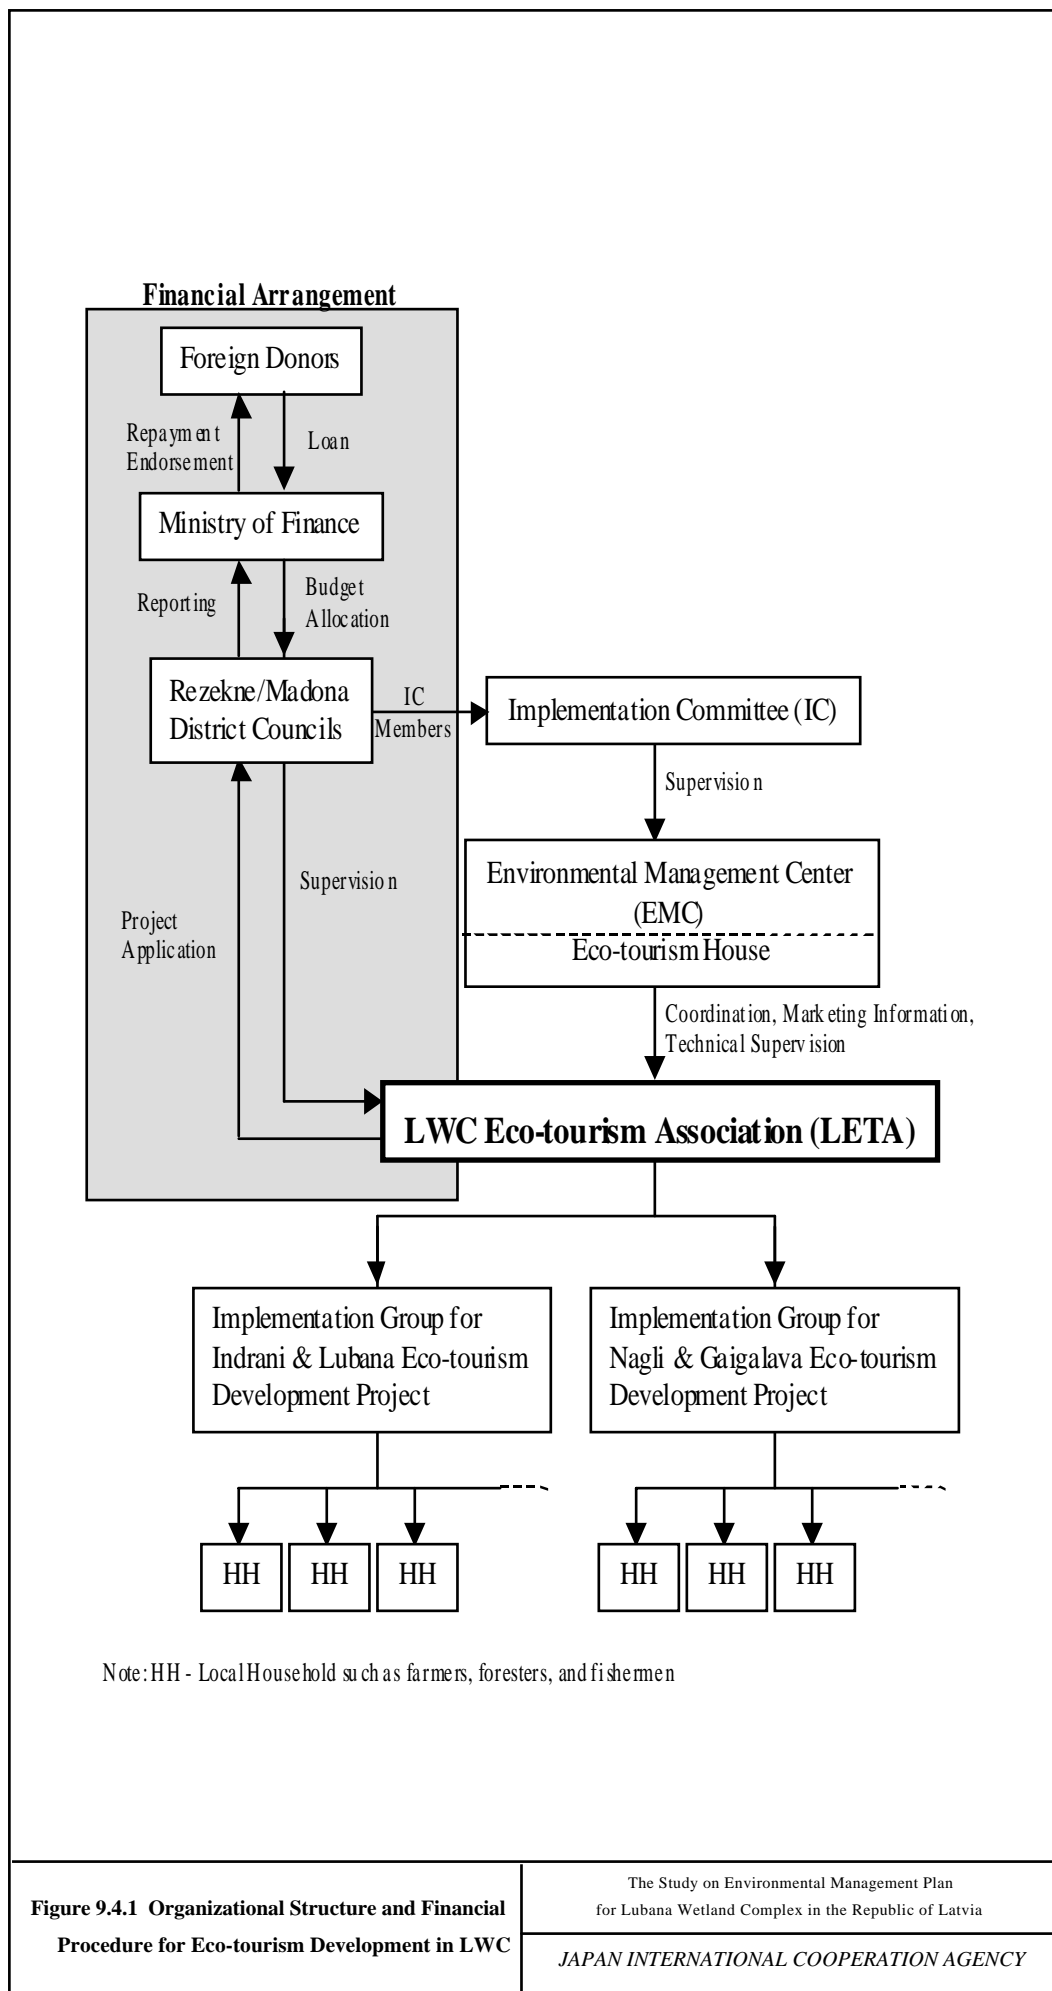 Financial Arrangement
Foreign Donors
Repayment
Endorsement
Loan
Ministry of Finance
Reporting
Budget
Allocation
Rezekne/Madona
District Councils
IC
Members
Implementation Committee (IC)
Supervision
Environmental Management Center
(EMC)
Eco-tourism House
Supervision
Project
Application
Coordination, Marketing Information,
Technical Supervision
LWC Eco-tourism Association (LETA)
Implementation Group for
Indrani & Lubana Eco-tourism
Development Project
Implementation Group for
Nagli & Gaigalava Eco-tourism
Development Project
HH
HH
HH
HH
HH
HH
Note: HH - Local Household such as farmers, foresters, and fishermen
Figure 9.4.1 Organizational Structure and Financial
Procedure for Eco-tourism Development in LWC
The Study on Environmental Management Plan
for Lubana Wetland Complex in the Republic of Latvia
JAPAN INTERNATIONAL COOPERATION AGENCY